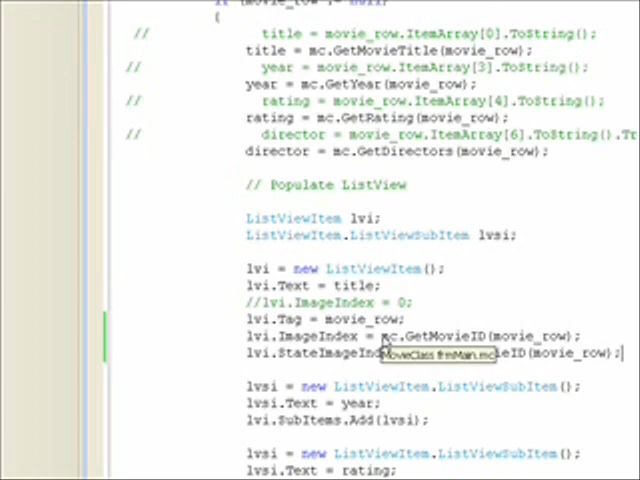 if (movie_row != null)
{
// title = movie_row.ItemArray[0].ToString();
title = mc.GetMovieTitle(movie_row);
// year = movie_row.ItemArray[3].ToString();
year = mc.GetYear(movie_row);
// rating = movie_row.ItemArray[4].ToString();
rating = mc.GetRating(movie_row);
// director = movie_row.ItemArray[6].ToString().Tr
director = mc.GetDirectors(movie_row);
// Populate ListView
ListViewItem lvi;
ListViewItem.ListViewSubItem lvsi;
lvi = new ListViewItem();
lvi.Text = title;
//lvi.ImageIndex = 0;
lvi.Tag = movie_row;
lvi.ImageIndex = mc.GetMovieID(movie_row);
lvi.StateImageInd MovieClass frmMain.mc ieID(movie_row);
lvsi = new ListViewItem.ListViewSubItem
lvsi.Text = year;
lvi.SubItems.Add(lvsi);
lvsi = new ListViewItem.ListViewSubItem
lvsi.Text = rating;